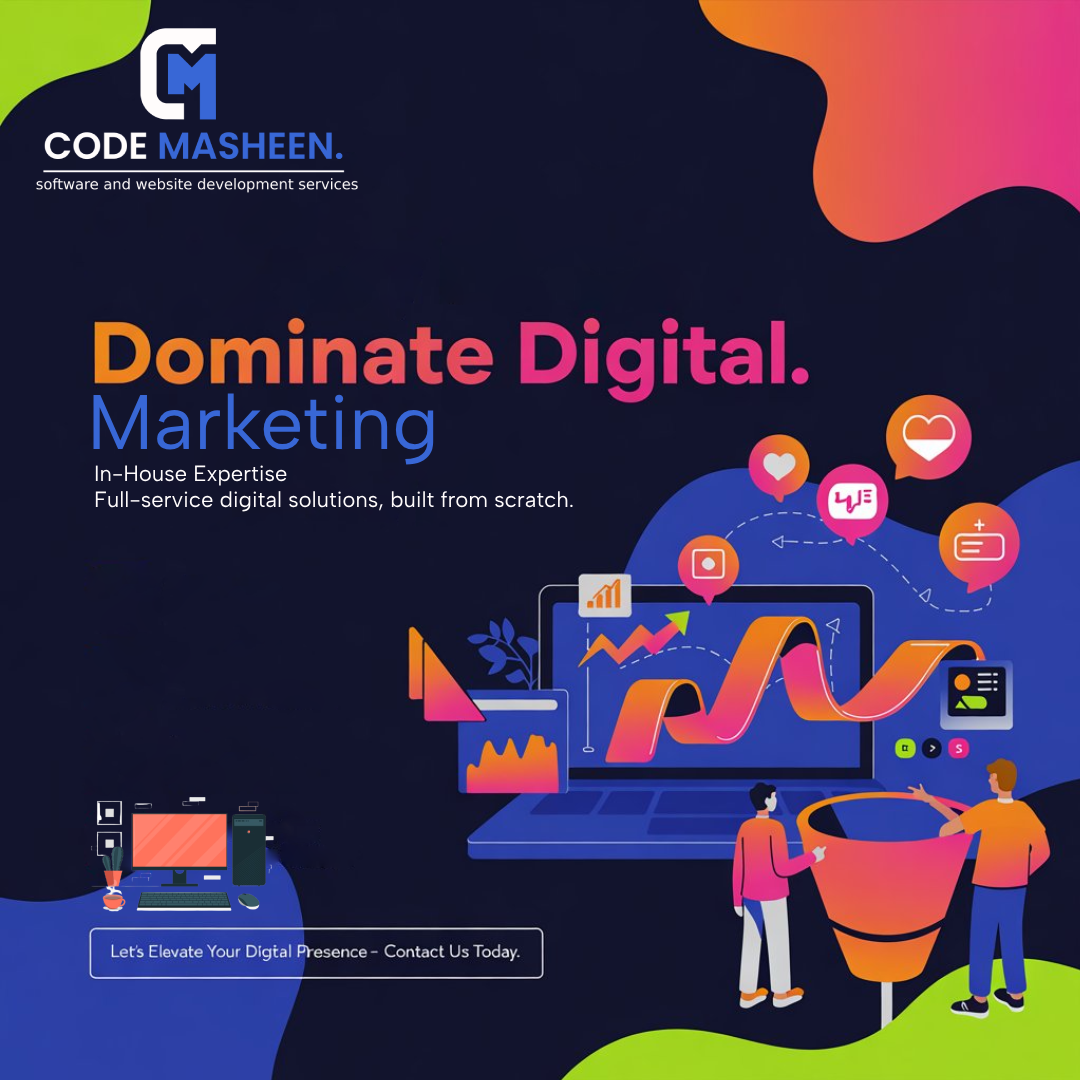 CODE MASHEEN.
software and website development services
Dominate Digital.
Marketing
In-House Expertise
Full-service digital solutions, built from scratch.
Let's Elevate Your Digtal Presence - Contact Us Today.